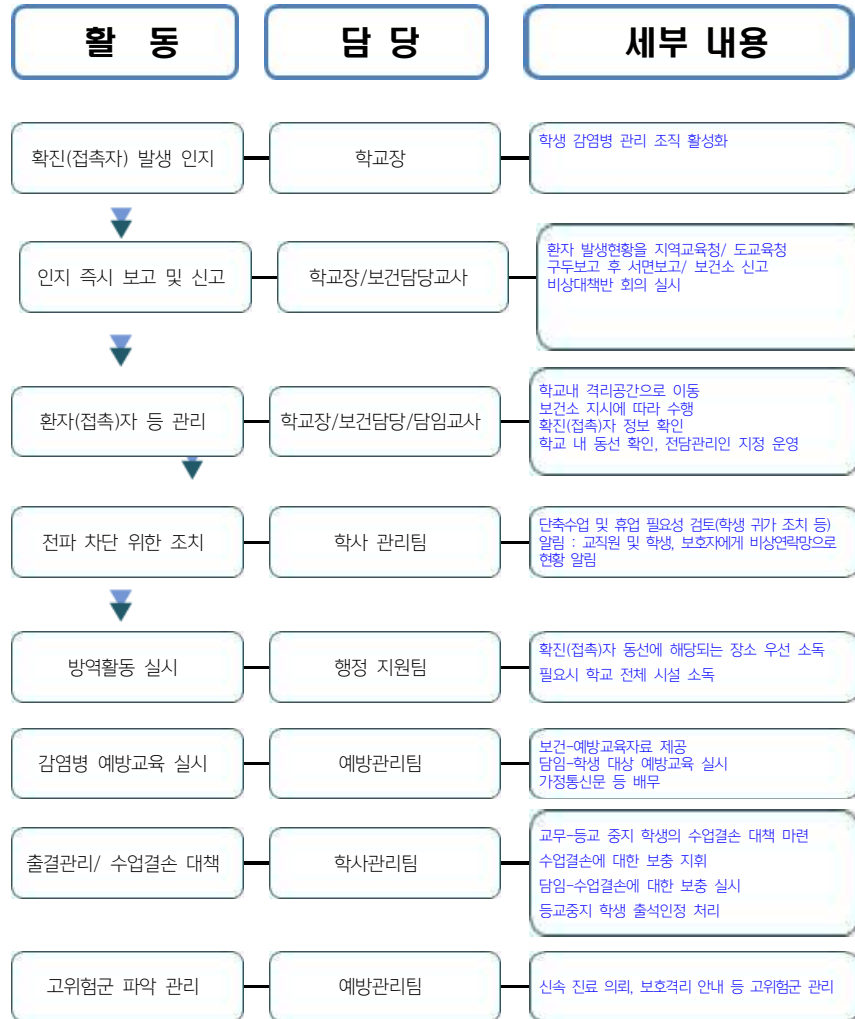 활 동
담 당
세부 내용
확진(접촉자) 발생 인지
학교장
학생 감염병 관리 조직 활성화
인지 즉시 보고 및 신고
학교장/보건담당교사
환자 발생현황을 지역교육청/ 도교육청
구두보고 후 서면보고/ 보건소 신고
비상대책반 회의 실시
환자(접촉)자 등 관리
학교장/보건담당/담임교사
학교내 격리공간으로 이동
보건소 지시에 따라 수행
확진(접촉)자 정보 확인
학교 내 동선 확인, 전담관리인 지정 운영
전파 차단 위한 조치
학사 관리팀
단축수업 및 휴업 필요성 검토(학생 귀가 조치 등)
알림 : 교직원 및 학생, 보호자에게 비상연락망으로
현황 알림
방역활동 실시
행정 지원팀
확진(접촉)자 동선에 해당되는 장소 우선 소독
필요시 학교 전체 시설 소독
감염병 예방교육 실시
예방관리팀
보건-예방교육자료 제공
담임-학생 대상 예방교육 실시
가정통신문 등 배무
출결관리/ 수업결손 대책
학사관리팀
교무-등교 중지 학생의 수업결손 대책 마련
수업결손에 대한 보충 지휘
담임-수업결손에 대한 보충 실시
등교중지 학생 출석인정 처리
고위험군 파악 관리
예방관리팀
신속 진료 의뢰, 보호격리 안내 등 고위험군 관리